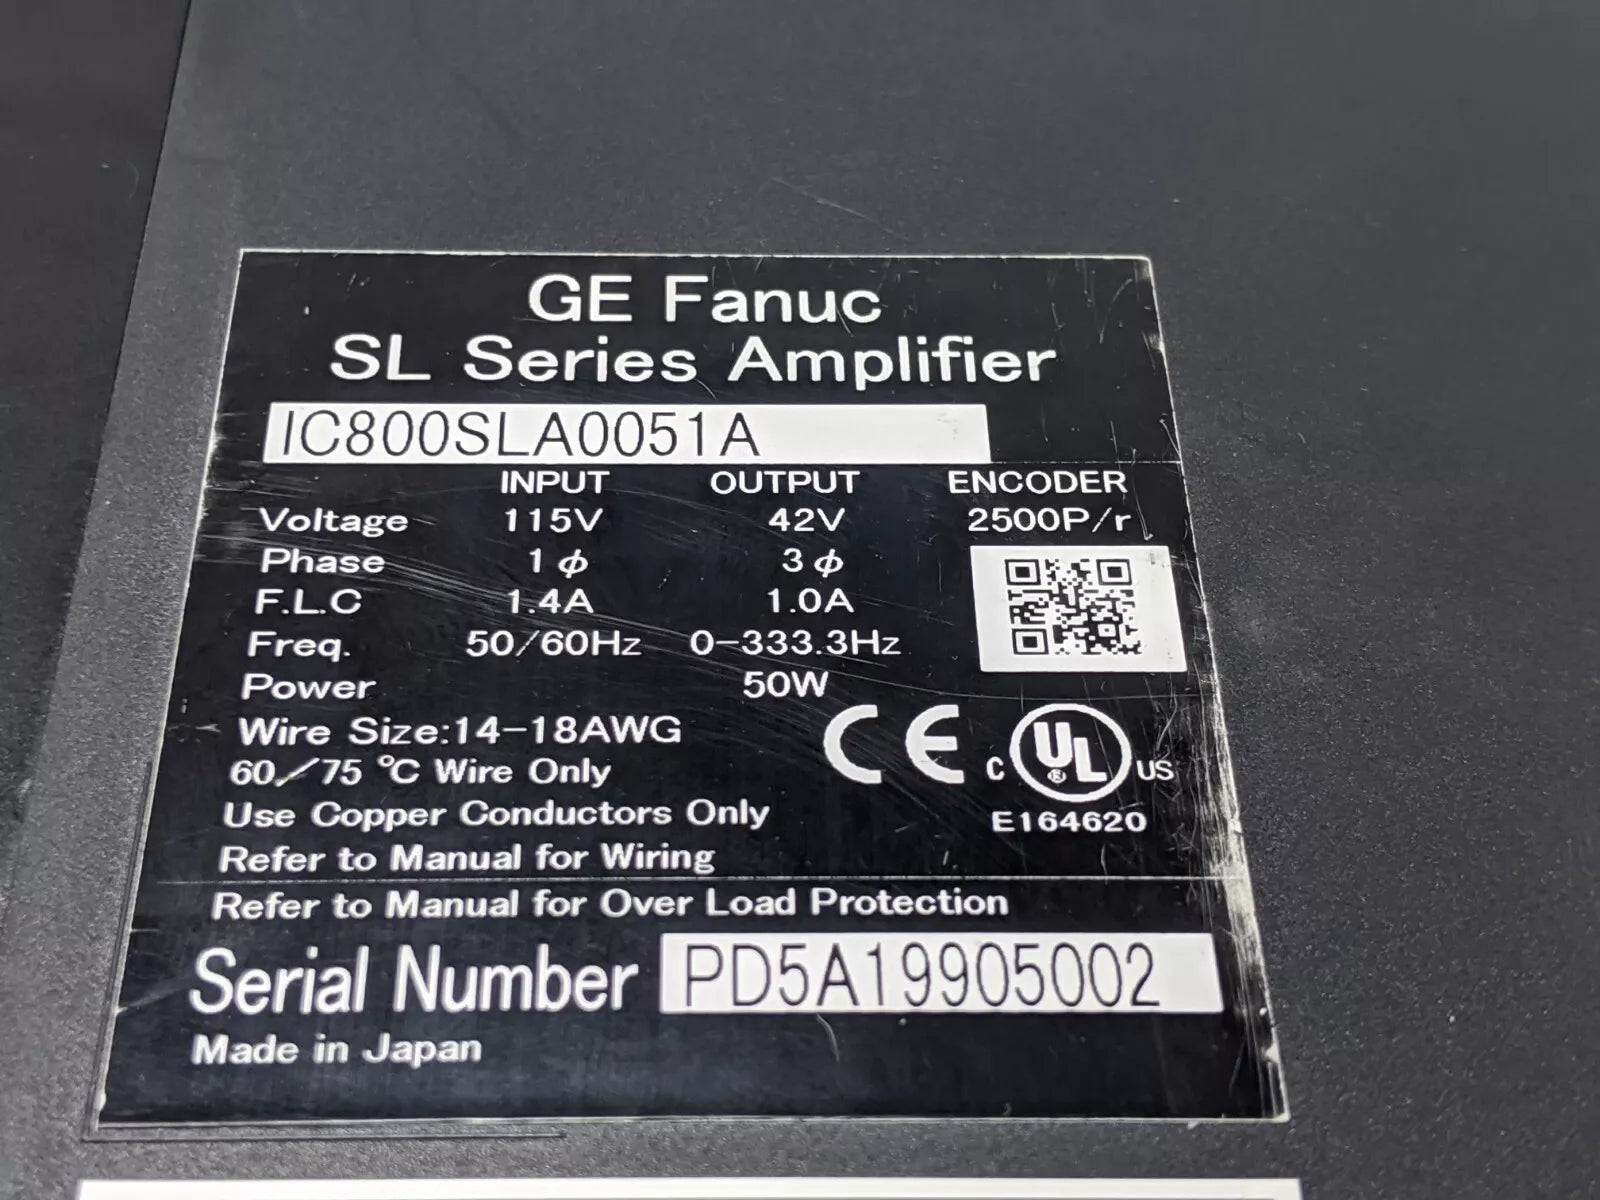 GE Fanuc
SL Series Amplifier
IC800SLA0051A
INPUT OUTPUT ENCODER
Voltage 115V 42V 2500P/r
Phase 1ϕ 3ϕ
F.L.C 1.4A 1.0A
Freq. 50/60Hz 0-333.3Hz
Power 50W
Wire Size:14-18AWG
60/75 °C Wire Only
Use Copper Conductors Only
Refer to Manual for Wiring
CE
C UL ® US
E164620
Refer to Manual for Over Load Protection
Serial Number PD5A19905002
Made in Japan